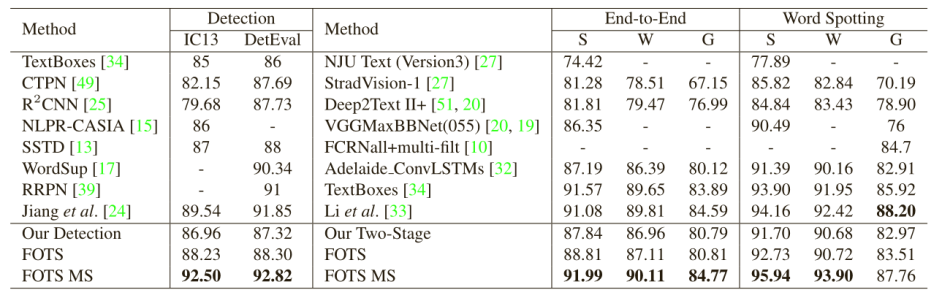 Method Detection Method End-to-End Word Spotting
IC13 DetEval S W G S W G
TextBoxes [34] 85 86 NJU Text (Version3) [27] 74.42 - - 77.89 - -
CTPN [49] 82.15 87.69 StradVision-1 [27] 81.28 78.51 67.15 85.82 82.84 70.19
R²CNN [25] 79.68 87.73 Deep2Text II+ [51, 20] 81.81 79.47 76.99 84.84 83.43 78.90
NLPR-CASIA [15] 86 - VGGMaxBBNet(055) [20, 19] 86.35 - - 90.49 - 76
SSTD [13] 87 88 FCRNall+multi-filt [10] - - - - - 84.7
WordSup [17] - 90.34 Adelaide_ConvLSTMs [32] 87.19 86.39 80.12 91.39 90.16 82.91
RRPN [39] - 91 TextBoxes [34] 91.57 89.65 83.89 93.90 91.95 85.92
Jiang et al. [24] 89.54 91.85 Li et al. [33] 91.08 89.81 84.59 94.16 92.42 88.20
Our Detection 86.96 87.32 Our Two-Stage 87.84 86.96 80.79 91.70 90.68 82.97
FOTS 88.23 88.30 FOTS 88.81 87.11 80.81 92.73 90.72 83.51
FOTS MS 92.50 92.82 FOTS MS 91.99 90.11 84.77 95.94 93.90 87.76